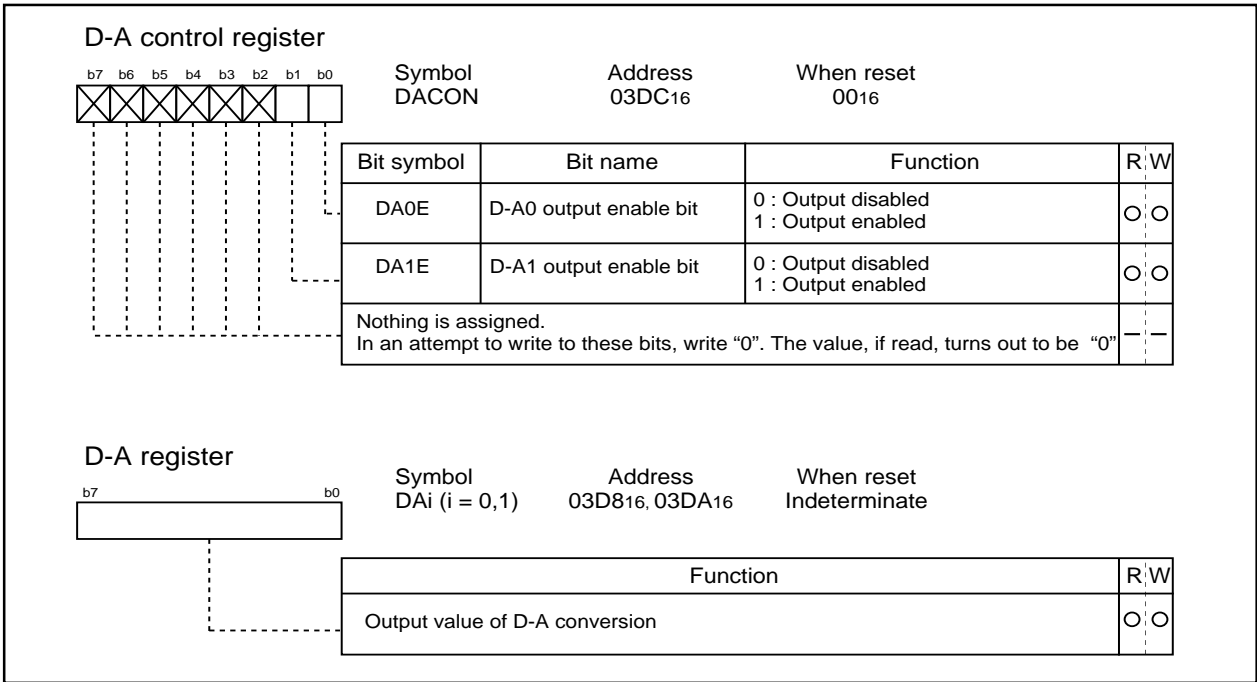 D-A control register
b7 b6 b5 b4 b3 b2 b1 b0
Symbol Address When reset
DACON 03DC16 0016
Bit symbol Bit name Function R W
DA0E D-A0 output enable bit 0 : Output disabled
1 : Output enabled
DA1E D-A1 output enable bit 0 : Output disabled
1 : Output enabled
Nothing is assigned.
In an attempt to write to these bits, write “0”. The value, if read, turns out to be “0”
D-A register
b7 b0
Symbol Address When reset
DAi (i = 0,1) 03D816, 03DA16 Indeterminate
Function R W
Output value of D-A conversion